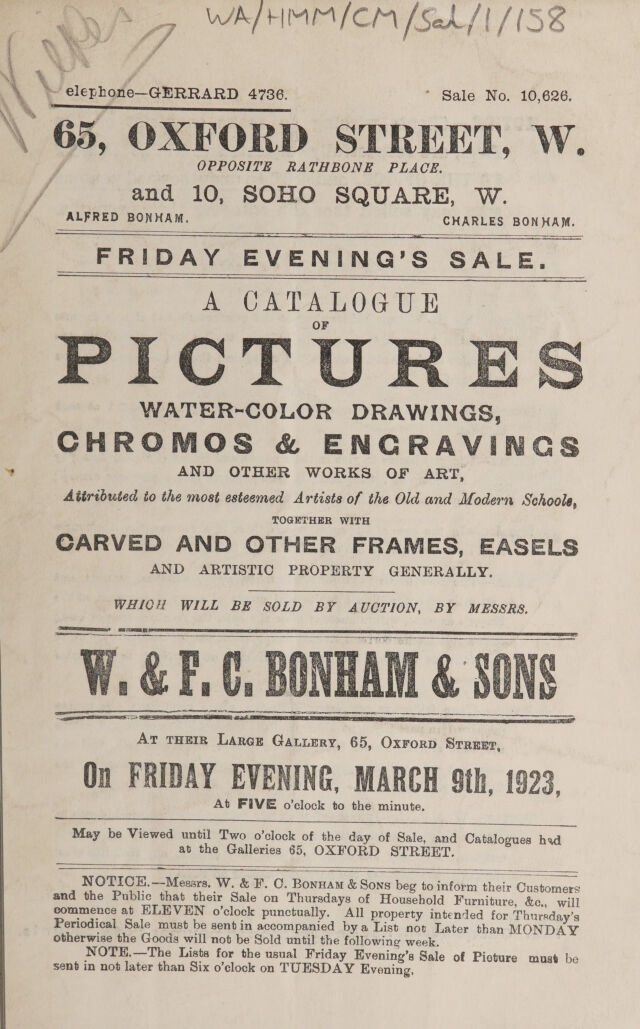 WA/HMM/CM/Sal/1/158
Wilkes
elephone—GERRARD 4736.
Sale No. 10,626.
65, OXFORD STREET, W.
OPPOSITE RATHBONE PLACE.
and 10, SOHO SQUARE, W.
ALFRED BONHAM.
CHARLES BONHAM.
FRIDAY EVENING'S SALE.
A CATALOGUE
OF
PICTURES
WATER-COLOR DRAWINGS,
CHROMOS & ENGRAVINGS
AND OTHER WORKS OF ART,
Attributed to the most esteemed Artists of the Old and Modern Schools,
TOGETHER WITH
CARVED AND OTHER FRAMES, EASELS
AND ARTISTIC PROPERTY GENERALLY.
WHICH WILL BE SOLD BY AUCTION, BY MESSRS.
W. & F. C. BONHAM & SONS
AT THEIR LARGE GALLERY, 65, OXFORD STREET,
On FRIDAY EVENING, MARCH 9th, 1923,
At FIVE o'clock to the minute.
May be Viewed until Two o'clock of the day of Sale, and Catalogues had
at the Galleries 65, OXFORD STREET.
NOTICE.—Messrs. W. & F. C. BONHAM & SONS beg to inform their Customers
and the Public that their Sale on Thursdays of Household Furniture, &c., will
commence at ELEVEN o'clock punctually. All property intended for Thursday's
Periodical Sale must be sent in accompanied by a List not Later than MONDAY
otherwise the Goods will not be Sold until the following week.
NOTE.—The Lists for the usual Friday Evening's Sale of Picture must be
sent in not later than Six o'clock on TUESDAY Evening.